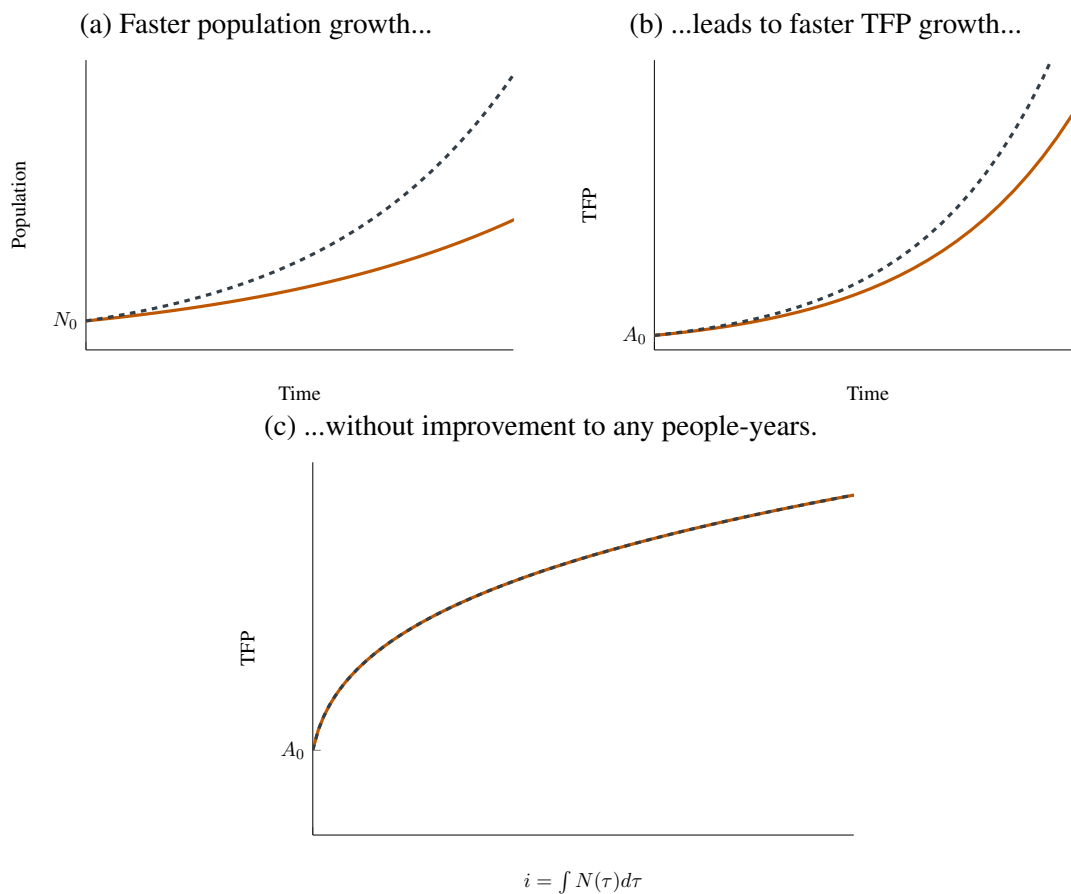 (a) Faster population growth...
Population
N₀
Time
(b) ...leads to faster TFP growth...
TFP
A₀
Time
(c) ...without improvement to any people-years.
TFP
A₀
i = ∫ N(τ)dτ